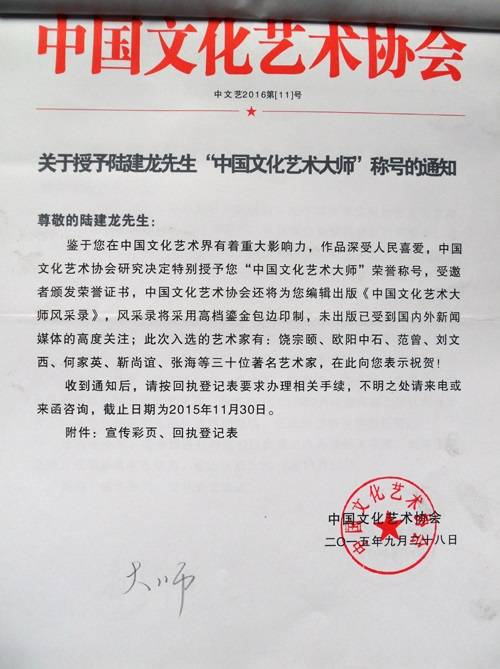 中国文化艺术协会
中文艺2016第[11]号
关于授予陆建龙先生“中国文化艺术大师”称号的通知
尊敬的陆建龙先生：
鉴于您在中国文化艺术界有着重大影响力，作品深受人民喜爱，中国
文化艺术协会研究决定特别授予您“中国文化艺术大师”荣誉称号，受邀
者颁发荣誉证书，中国文化艺术协会还将为您编辑出版《中国文化艺术大
师风采录》，风采录将采用高档鎏金包边印制，未出版已受到国内外新闻
媒体的高度关注；此次入选的艺术家有：饶宗颐、欧阳中石、范曾、刘文
西、何家英、靳尚谊、张海等三十位著名艺术家，在此向您表示祝贺！
收到通知后，请按回执登记表要求办理相关手续，不明之处请来电或
来函咨询，截止日期为2015年11月30日。
附件：宣传彩页、回执登记表
中国文化艺术协会
二〇一五年九月二十八日
中国文化艺术协会
大师